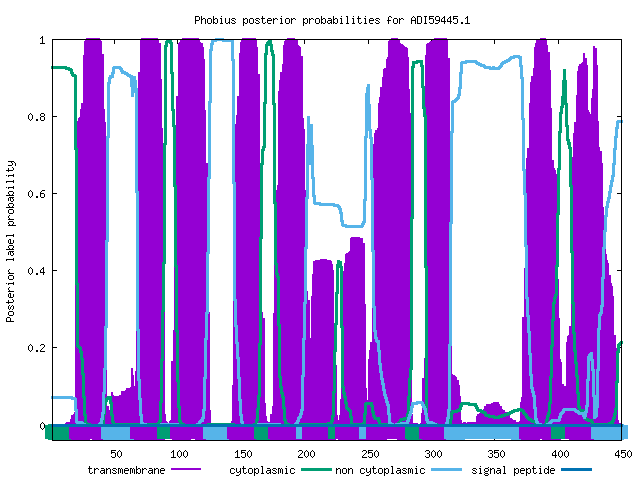 Phobius posterior probabilities for ADI59445.1
Posterior label probability
1
0.8
0.6
0.4
0.2
0
50 100 150 200 250 300 350 400 450
transmembrane cytoplasmic non cytoplasmic signal peptide